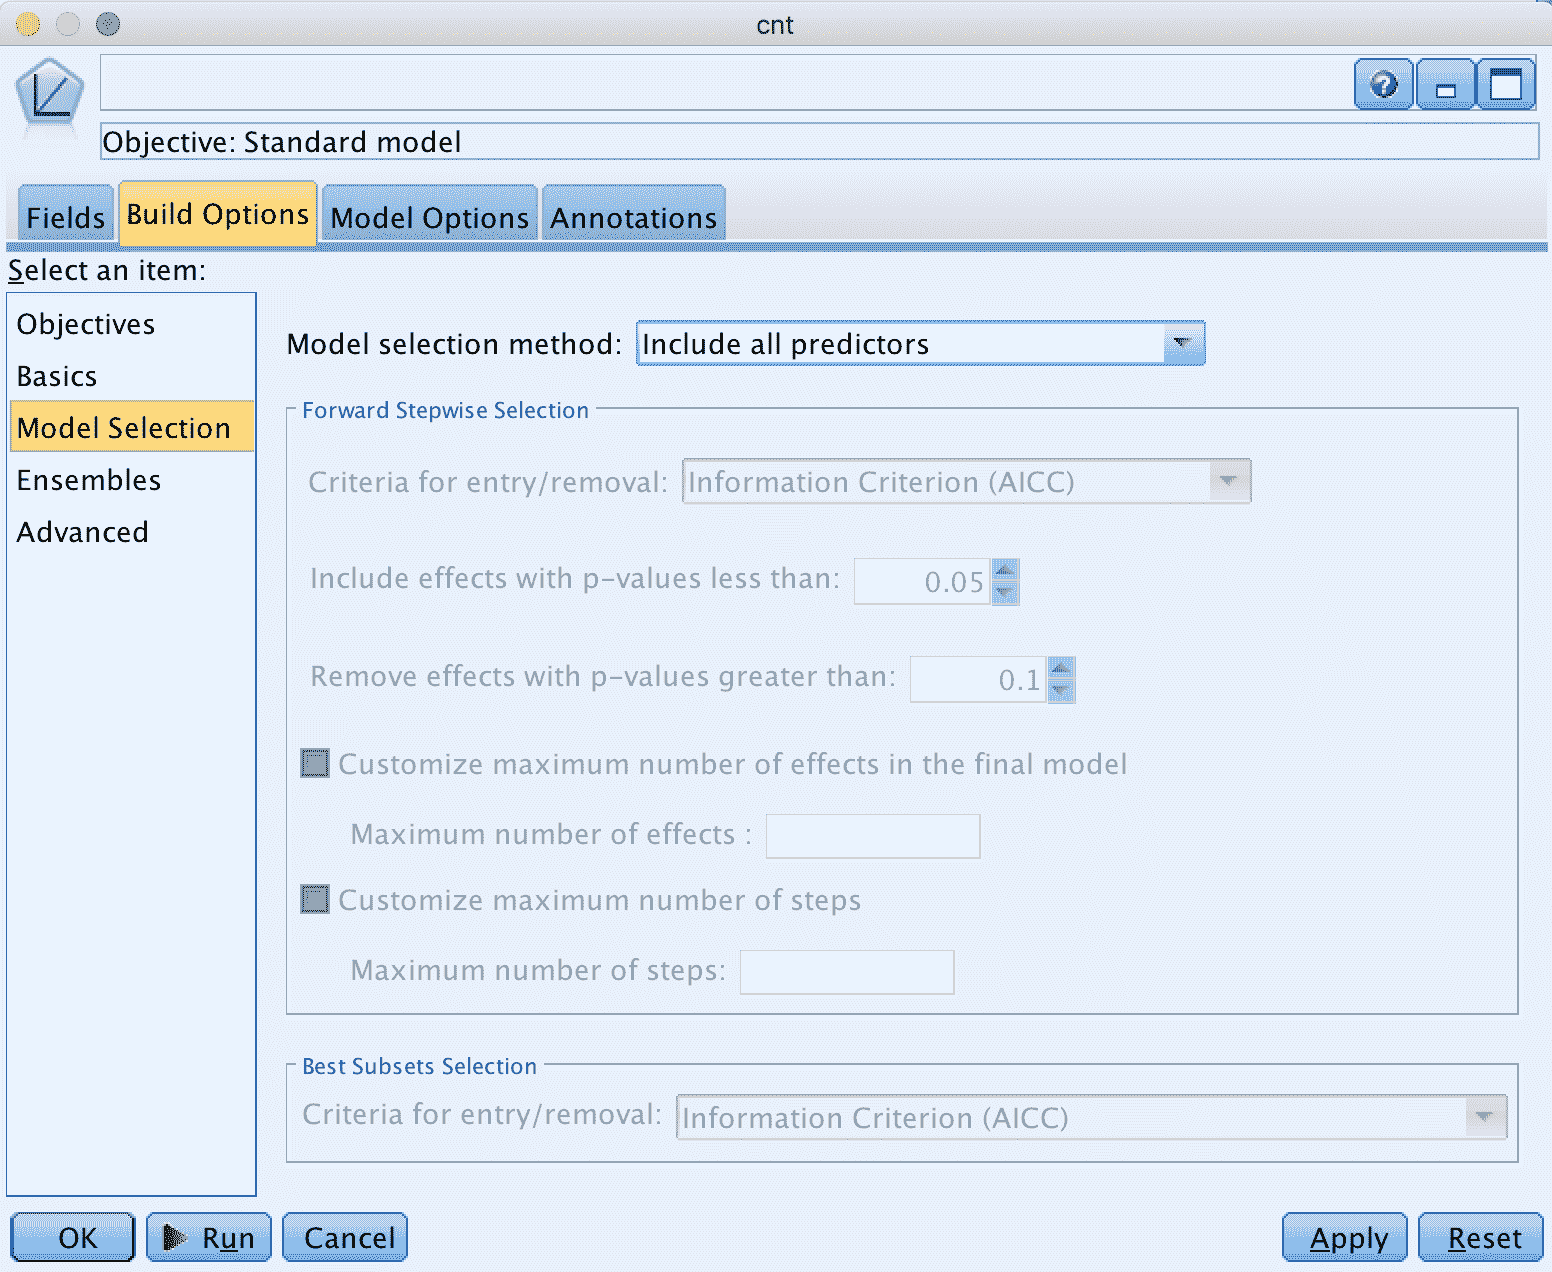 cnt
Objective: Standard model
Fields Build Options Model Options Annotations
Select an item:
Objectives
Basics
Model Selection
Ensembles
Advanced
Model selection method: Include all predictors
Forward Stepwise Selection
Criteria for entry/removal: Information Criterion (AICC)
Include effects with p-values less than: 0.05
Remove effects with p-values greater than: 0.1
Customize maximum number of effects in the final model
Maximum number of effects :
Customize maximum number of steps
Maximum number of steps:
Best Subsets Selection
Criteria for entry/removal: Information Criterion (AICC)
OK Run Cancel Apply Reset